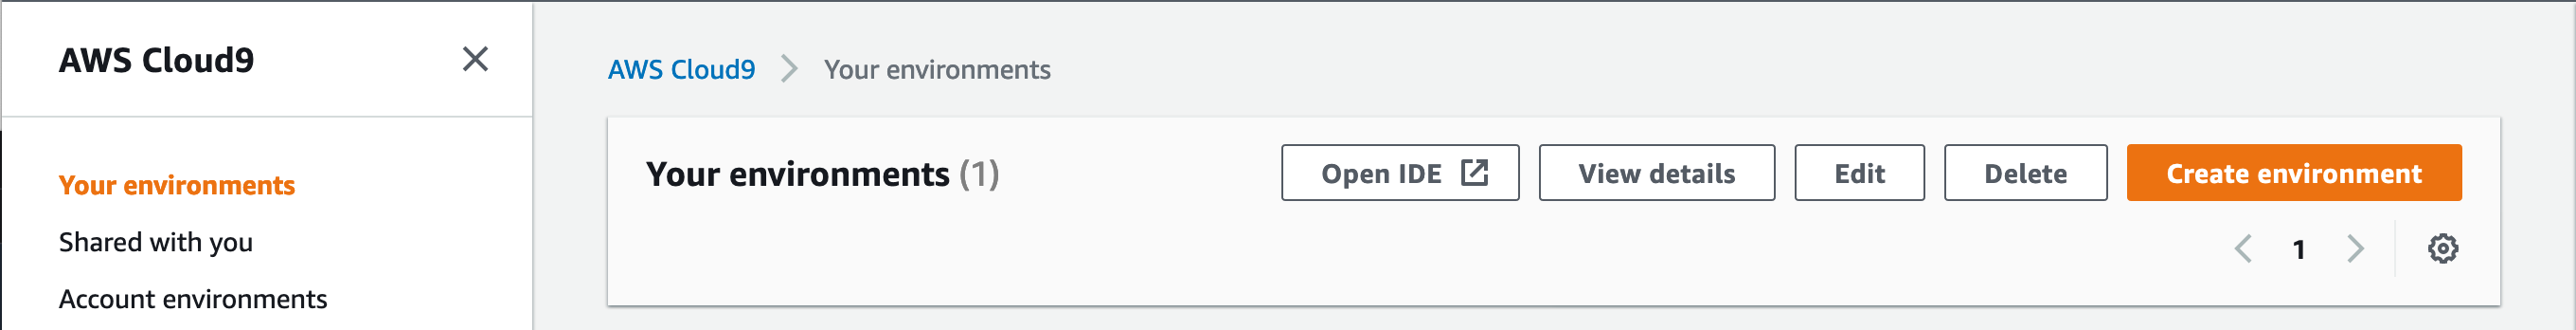 AWS Cloud9
Your environments
Shared with you
Account environments
AWS Cloud9 > Your environments
Your environments (1)
Open IDE
View details
Edit
Delete
Create environment
1